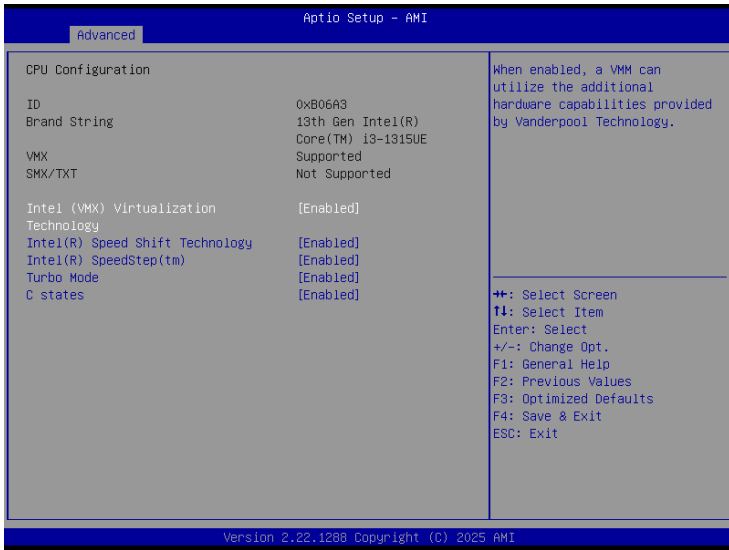 Aptio Setup – AMI
Advanced
CPU Configuration
ID 0xB06A3
Brand String 13th Gen Intel(R)
Core(TM) i3-1315UE
VMX Supported
SMX/TXT Not Supported
Intel (VMX) Virtualization [Enabled]
Technology
Intel(R) Speed Shift Technology [Enabled]
Intel(R) SpeedStep(tm) [Enabled]
Turbo Mode [Enabled]
C states [Enabled]
When enabled, a VMM can
utilize the additional
hardware capabilities provided
by Vanderpool Technology.
→←: Select Screen
↑↓: Select Item
Enter: Select
+/-: Change Opt.
F1: General Help
F2: Previous Values
F3: Optimized Defaults
F4: Save & Exit
ESC: Exit
Version 2.22.1288 Copyright (C) 2025 AMI